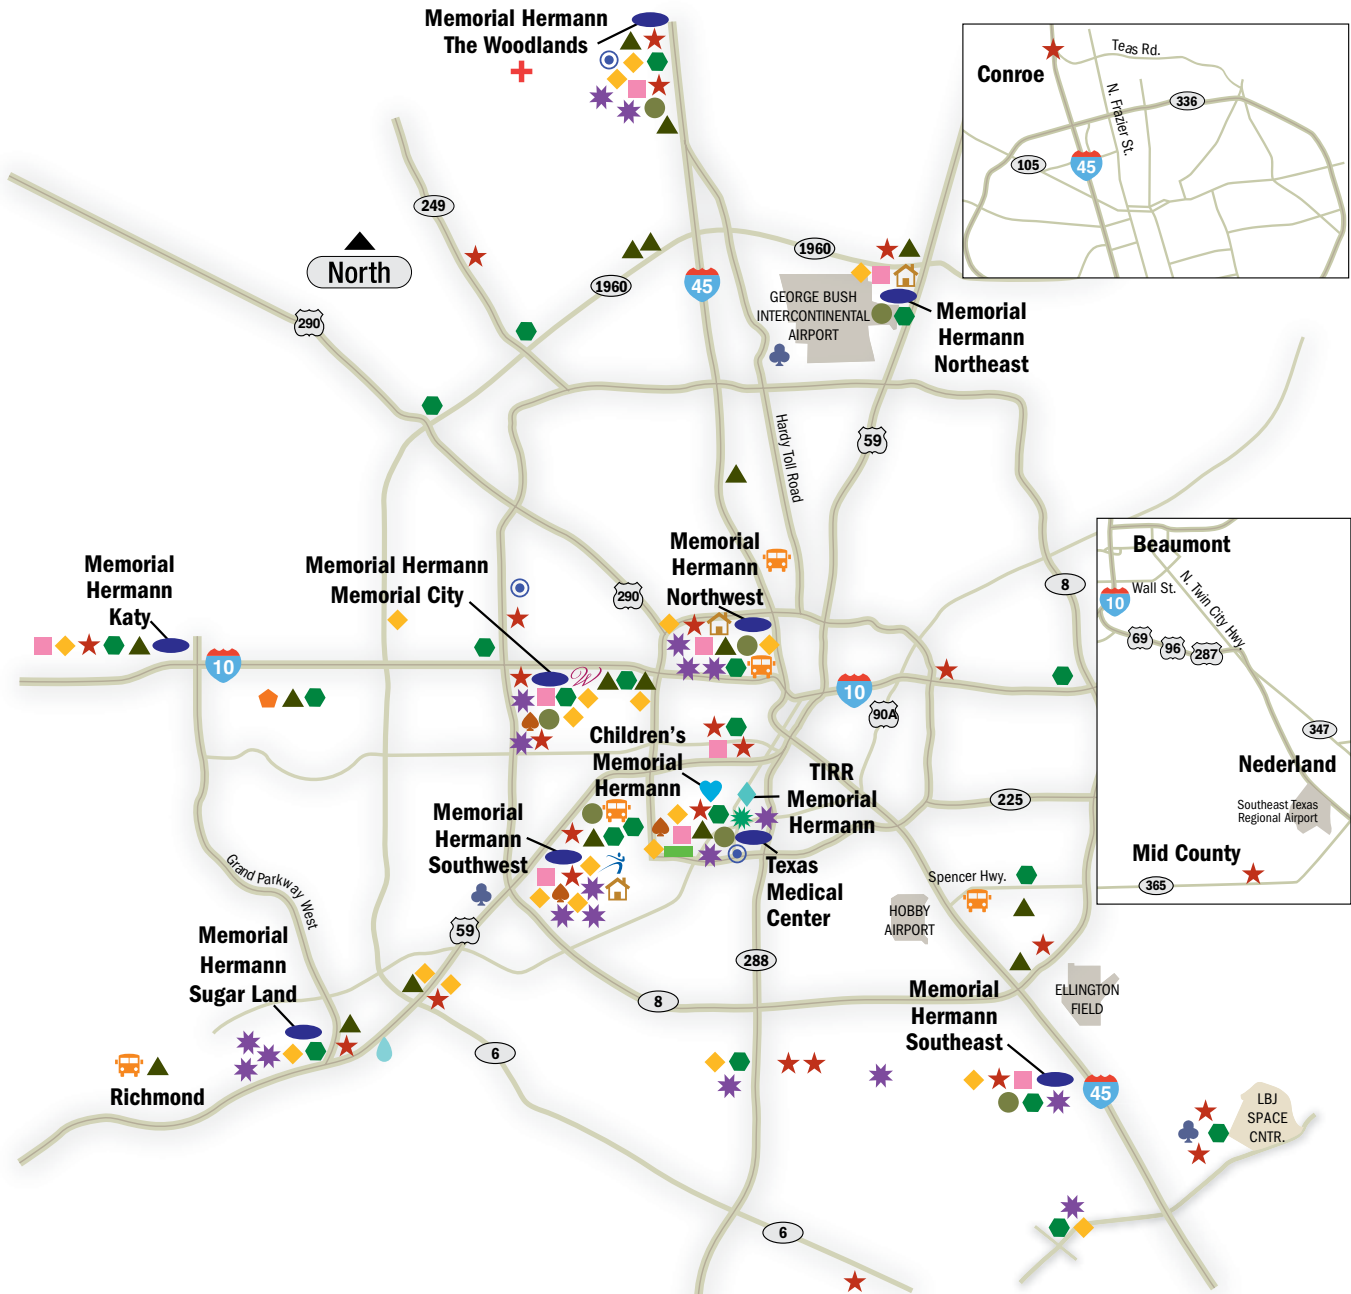 Memorial Hermann
The Woodlands
Conroe
Teas Rd.
N. Frazier St.
336
105
45
249
North
1960
1960
45
290
GEORGE BUSH
INTERCONTINENTAL
AIRPORT
Memorial
Hermann
Northeast
Hardy Toll Road
59
Memorial
Hermann
Katy
Memorial Hermann
Memorial City
290
Memorial
Hermann
Northwest
8
10
W
10
90A
Beaumont
Wall St.
N. Twin City Hwy.
10
69
96
287
347
Nederland
Southeast Texas
Regional Airport
Mid County
365
Children's
Memorial
Hermann
TIRR
Memorial
Hermann
225
Memorial
Hermann
Southwest
Texas
Medical
Center
Spencer Hwy.
HOBBY
AIRPORT
Grand Parkway West
59
288
8
ELLINGTON
FIELD
Memorial
Hermann
Sugar Land
Memorial
Hermann
Southeast
6
Richmond
45
LBJ
SPACE
CNTR.
6